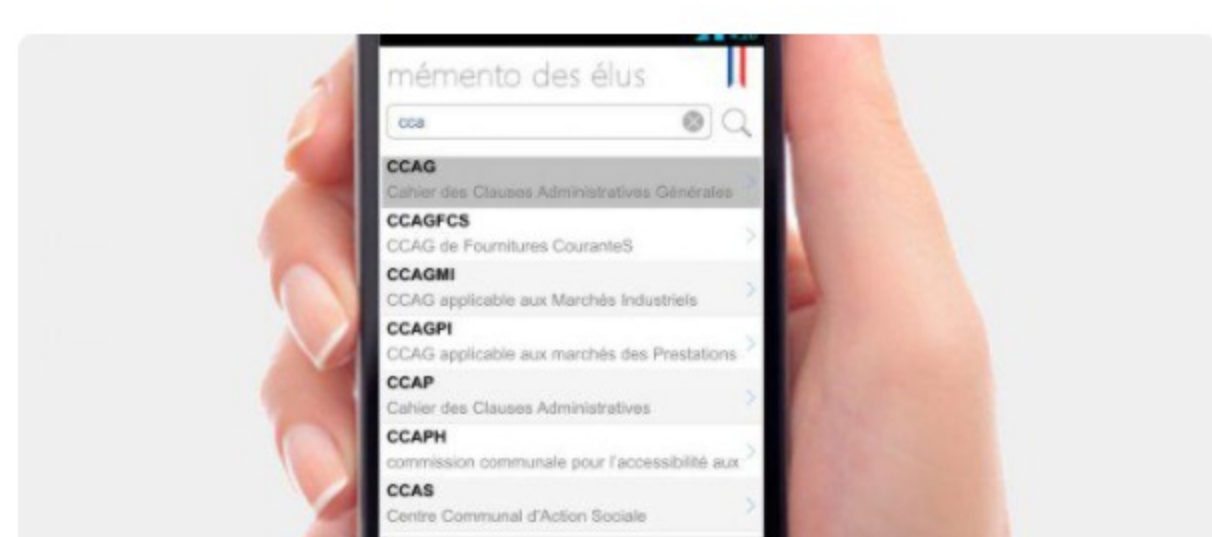 mémento des élus
cca
CCAG
Cahier des Clauses Administratives Générales
CCAGFCS
CCAG de Fournitures CouranteS
CCAGMI
CCAG applicable aux Marchés Industriels
CCAGPI
CCAG applicable aux marchés des Prestations
CCAP
Cahier des Clauses Administratives
CCAPH
commission communale pour l'accessibilité aux
CCAS
Centre Communal d'Action Sociale